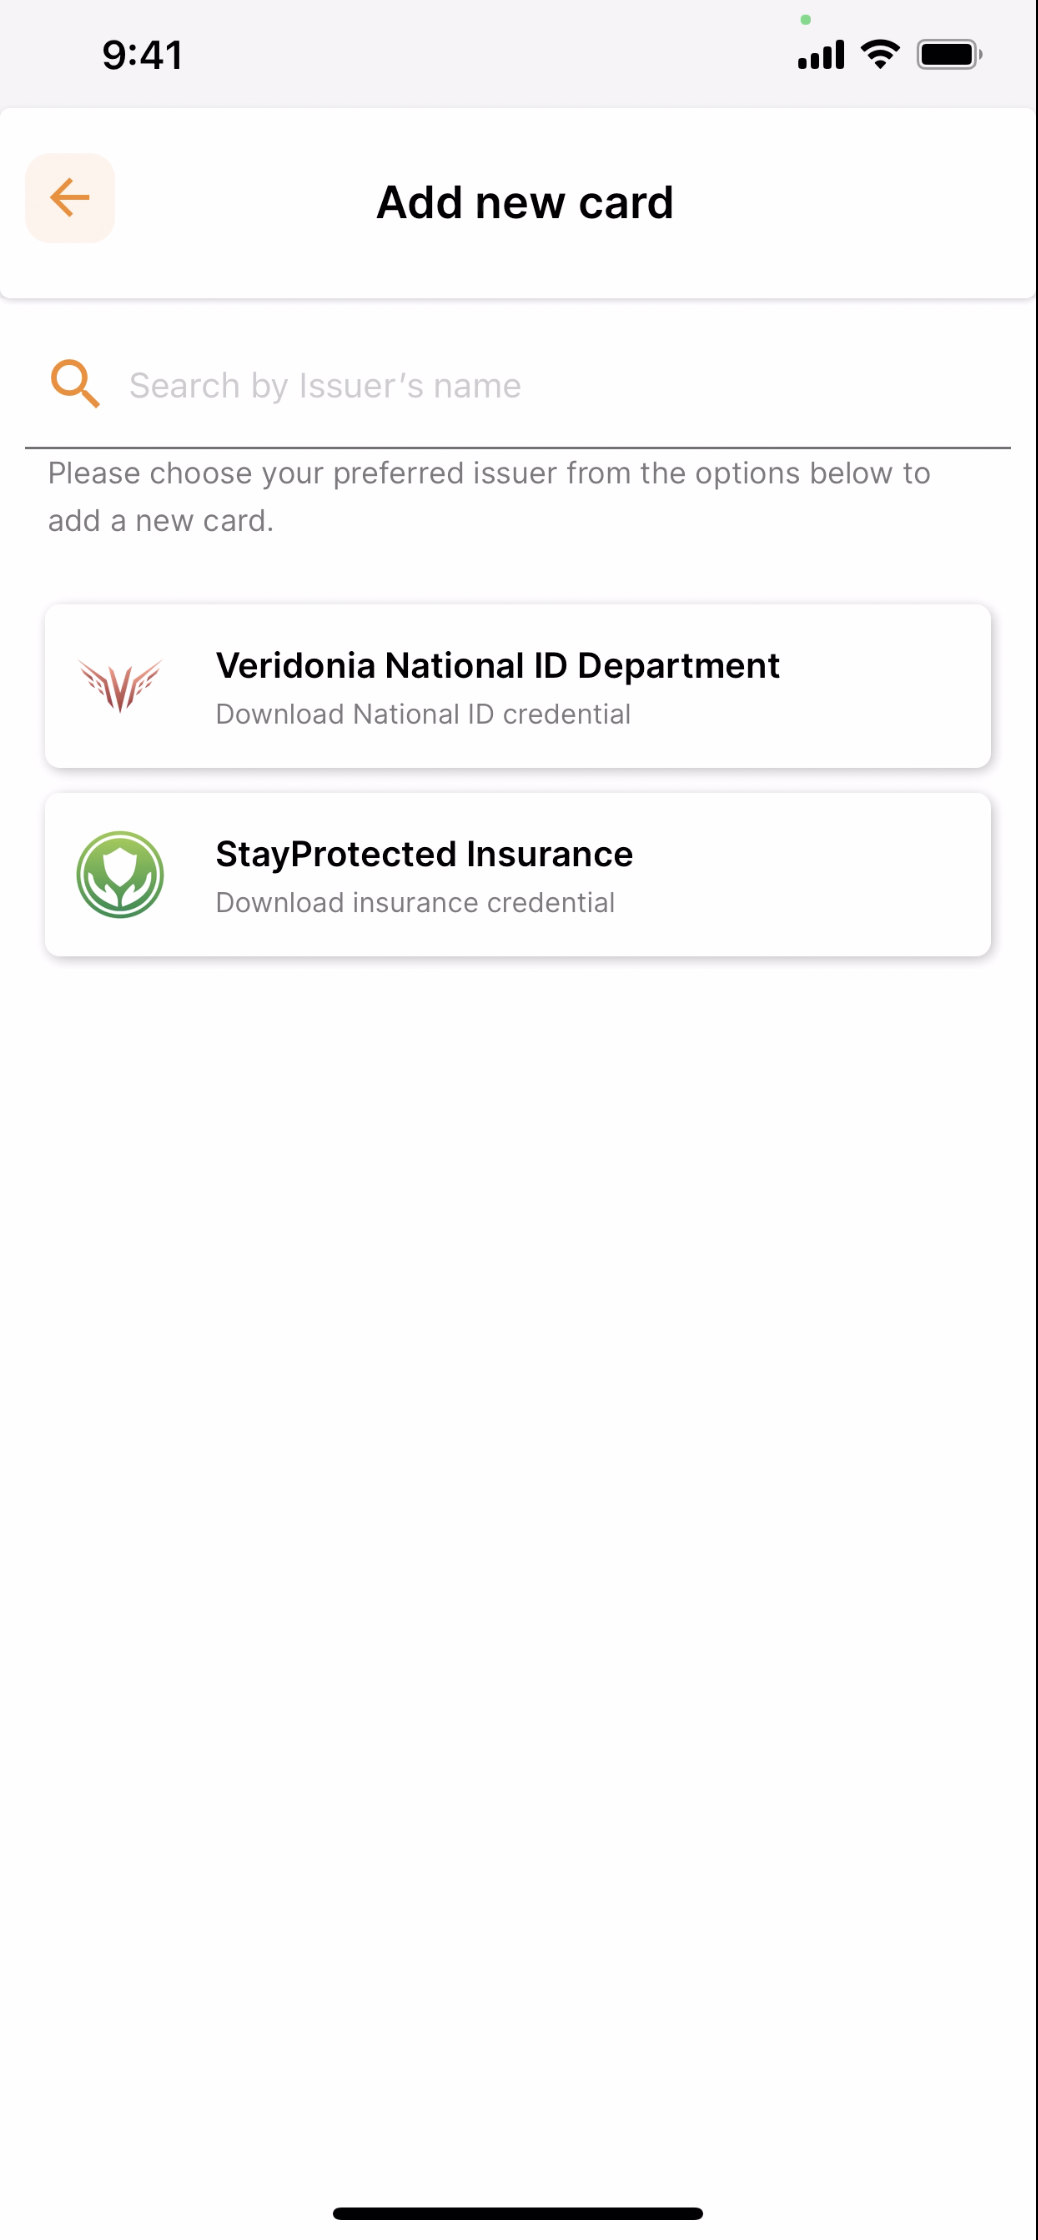 9:41
Add new card
Search by Issuer's name
Please choose your preferred issuer from the options below to
add a new card.
Veridonia National ID Department
Download National ID credential
StayProtected Insurance
Download insurance credential